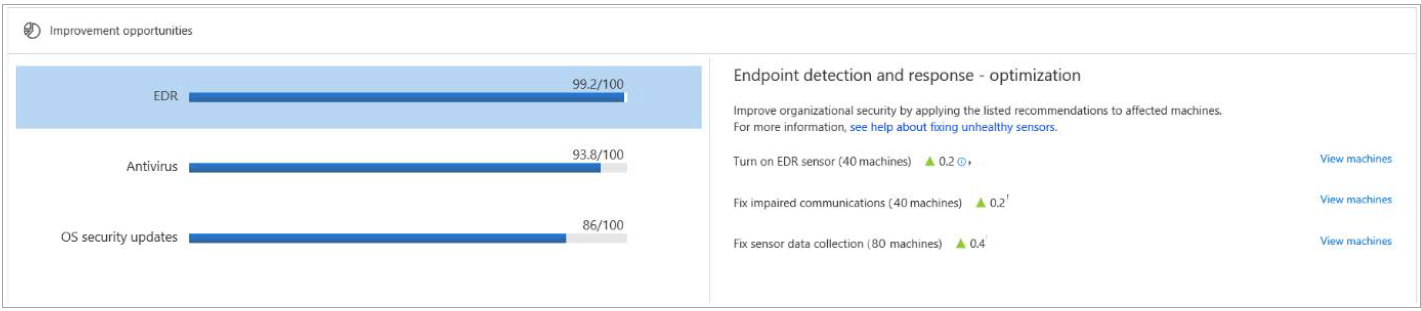 Improvement opportunities
EDR
99.2/100
Antivirus
93.8/100
OS security updates
86/100
Endpoint detection and response - optimization
Improve organizational security by applying the listed recommendations to affected machines.
For more information, see help about fixing unhealthy sensors.
Turn on EDR sensor (40 machines) 0.2 View machines
Fix impaired communications (40 machines) 0.2 View machines
Fix sensor data collection (80 machines) 0.4 View machines